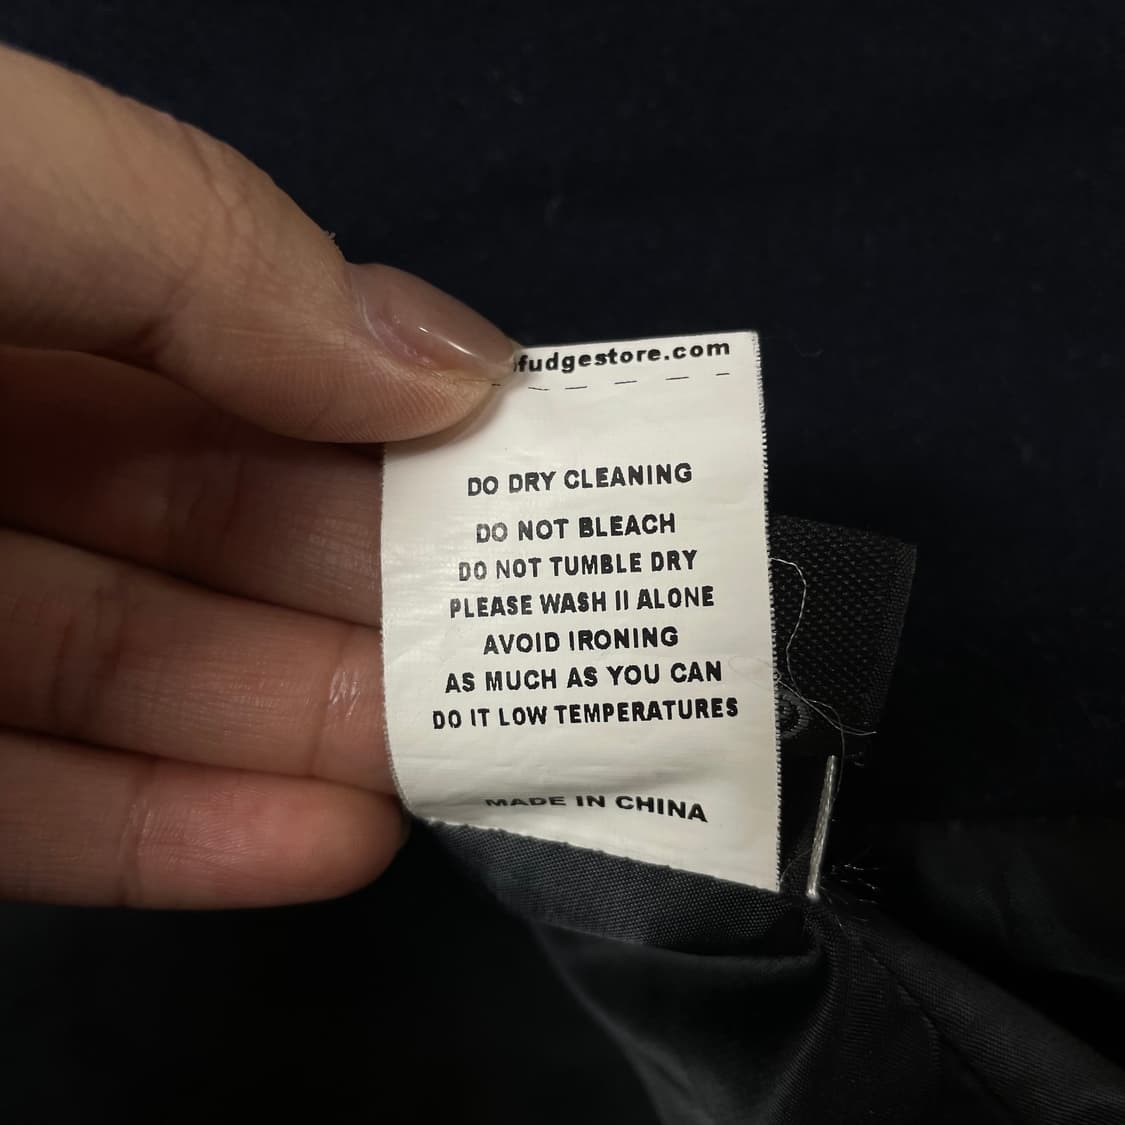 fudgestore.com
DO DRY CLEANING
DO NOT BLEACH
DO NOT TUMBLE DRY
PLEASE WASH II ALONE
AVOID IRONING
AS MUCH AS YOU CAN
DO IT LOW TEMPERATURES
MADE IN CHINA